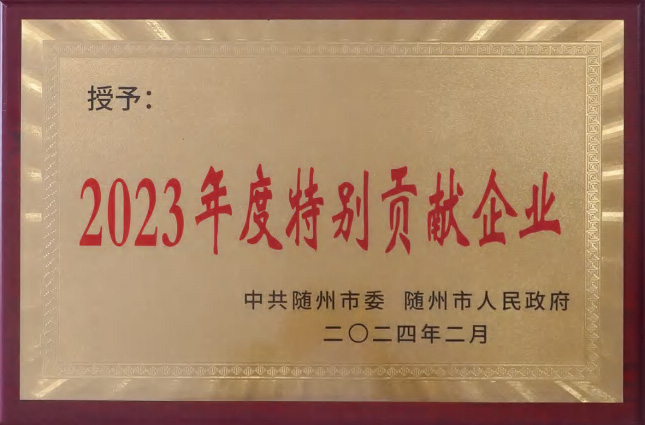 授予：
2023年度特别贡献企业
中共随州市委 随州市人民政府
二〇二四年二月